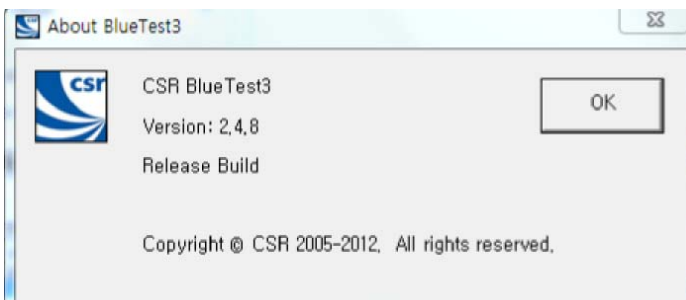 About BlueTest3
csr
CSR BlueTest3
OK
Version: 2,4,8
Release Build
Copyright © CSR 2005-2012, All rights reserved,